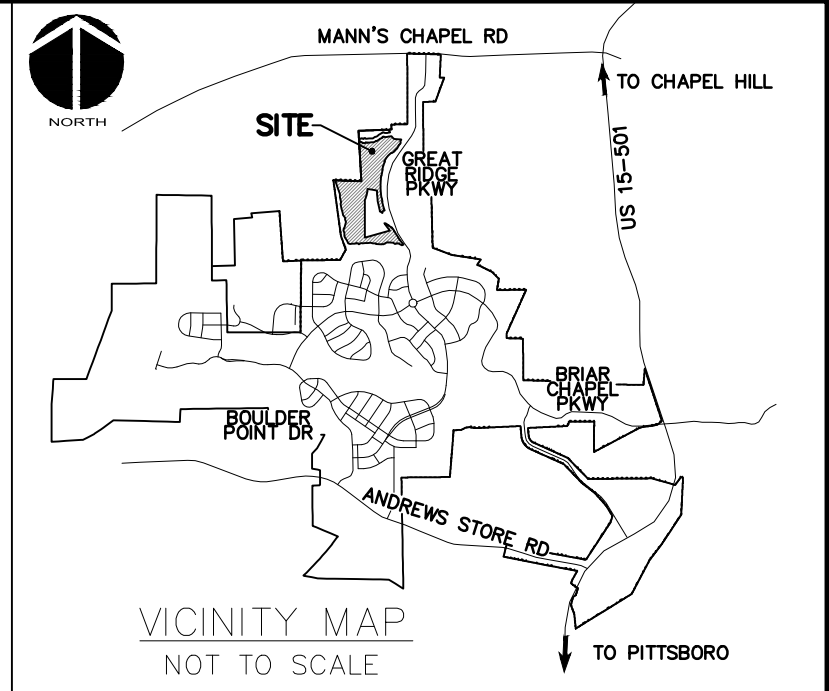 MANN'S CHAPEL RD
NORTH
TO CHAPEL HILL
SITE
GREAT
RIDGE
PKWY
US 15-501
BRIAR
CHAPEL
PKWY
BOULDER
POINT DR
ANDREWS STORE RD
VICINITY MAP
NOT TO SCALE
TO PITTSBORO